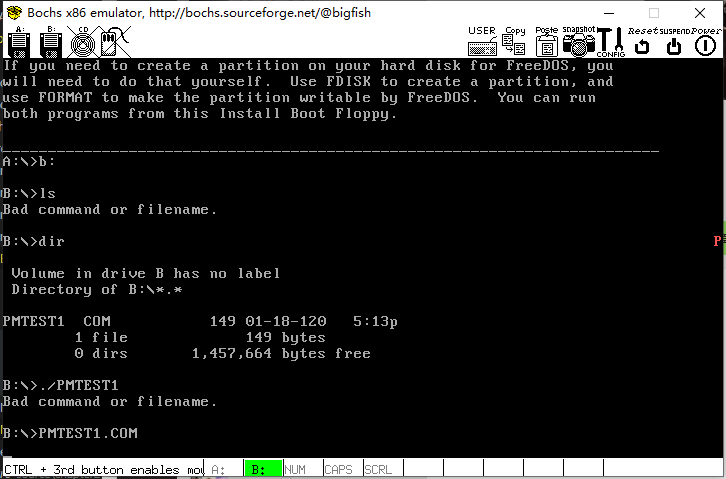 Bochs x86 emulator, http://bochs.sourceforge.net/@bigfish
A: B: CD USER Copy Paste snapshot CONFIG Reset SUSPEND Power
If you need to create a partition on your hard disk for FreeDOS, you
will need to do that yourself.  Use FDISK to create a partition, and
use FORMAT to make the partition writable by FreeDOS.  You can run
both programs from this Install Boot Floppy.
A:\>b:
B:\>ls
Bad command or filename.
B:\>dir
P
Volume in drive B has no label
Directory of B:\*.*
PMTEST1  COM           149 01-18-120   5:13p
1 file             149 bytes
0 dirs       1,457,664 bytes free
B:\>./PMTEST1
Bad command or filename.
B:\>PMTEST1.COM
CTRL + 3rd button enables mou A: B: NUM CAPS SCRL